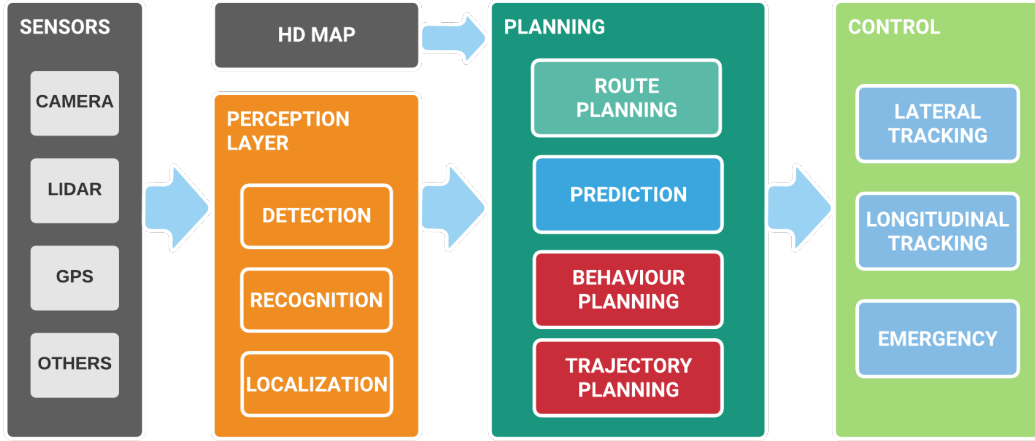 SENSORS
CAMERA
LIDAR
GPS
OTHERS
HD MAP
PERCEPTION
LAYER
DETECTION
RECOGNITION
LOCALIZATION
PLANNING
ROUTE
PLANNING
PREDICTION
BEHAVIOUR
PLANNING
TRAJECTORY
PLANNING
CONTROL
LATERAL
TRACKING
LONGITUDINAL
TRACKING
EMERGENCY